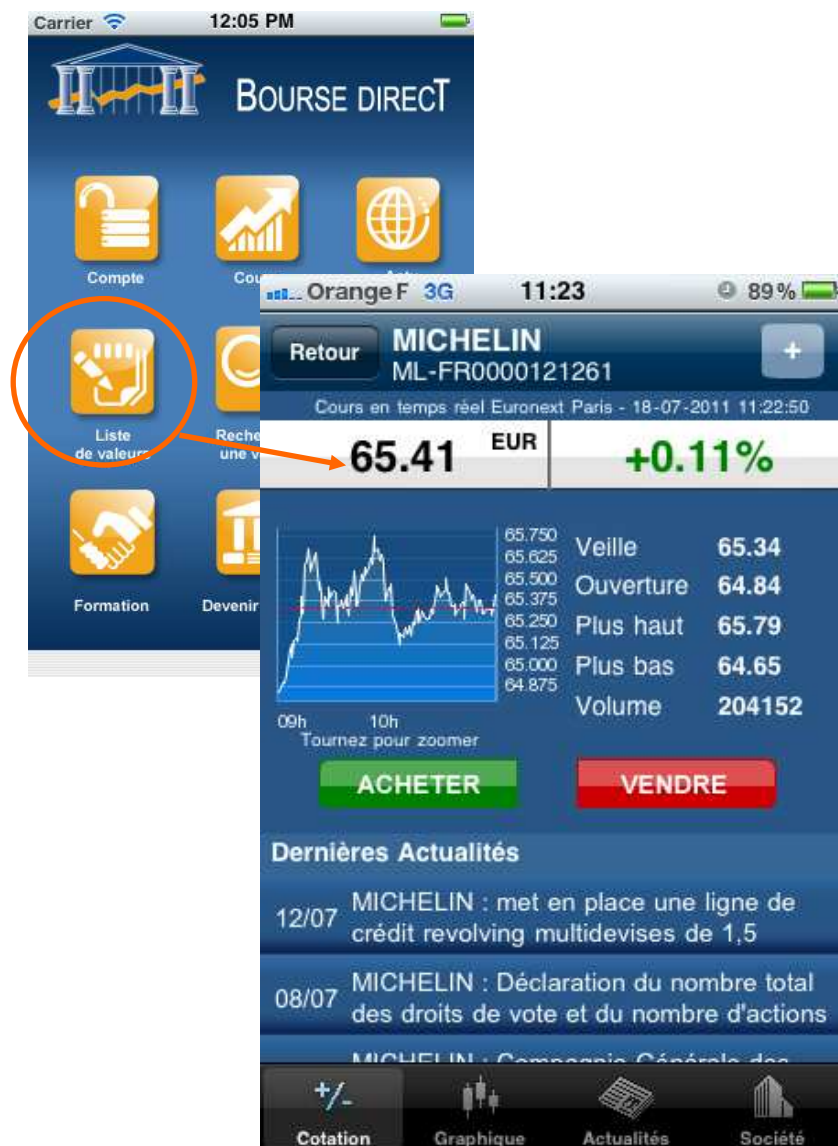 Carrier 12:05 PM
BOURSE DIRECT
Compte
Liste
de valeurs
Formation
Devenir
Orange F 3G 11:23 89 %
Retour
MICHELIN
ML-FR0000121261
+
Cours en temps réel Euronext Paris - 18-07-2011 11:22:50
65.41 EUR +0.11%
65.750
65.625
65.500
65.375
65.250
65.125
65.000
64.875
09h 10h
Tournez pour zoomer
Veille 65.34
Ouverture 64.84
Plus haut 65.79
Plus bas 64.65
Volume 204152
ACHETER VENDRE
Dernières Actualités
12/07 MICHELIN : met en place une ligne de
crédit revolving multidevises de 1,5
08/07 MICHELIN : Déclaration du nombre total
des droits de vote et du nombre d'actions
MICHELIN : Compagnie Générale des
+/-
Cotation Graphique Actualités Société